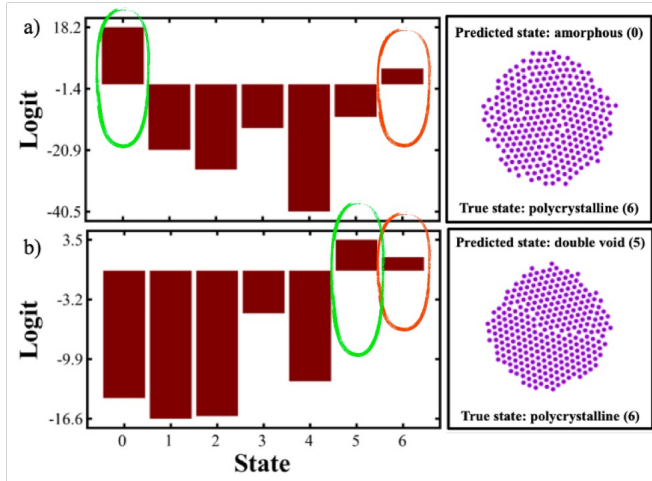 a)
18.2
-1.4
-20.9
-40.5
Logit
Predicted state: amorphous (0)
True state: polycrystalline (6)
b)
3.5
-3.2
-9.9
-16.6
Logit
0 1 2 3 4 5 6
State
Predicted state: double void (5)
True state: polycrystalline (6)